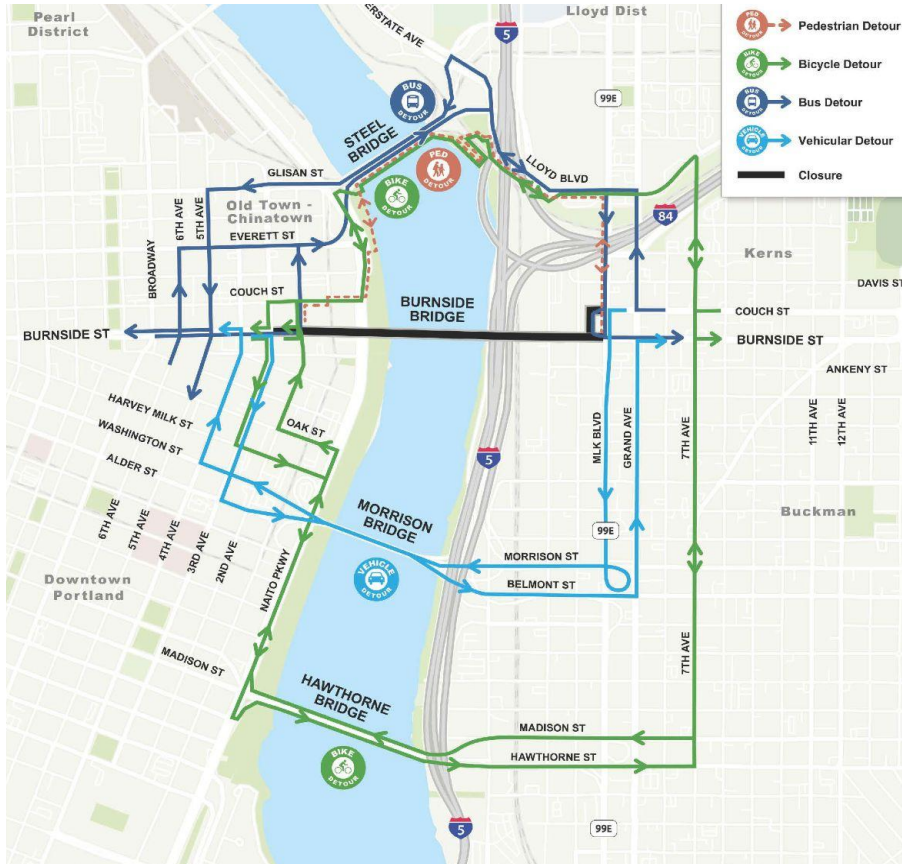 Pearl
District
ERSTATE AVE
5
Lloyd Dist
PED
DETOUR
Pedestrian Detour
BIKE
DETOUR
Bicycle Detour
BUS
DETOUR
Bus Detour
VEHICLE
DETOUR
Vehicular Detour
Closure
99E
BUS
DETOUR
STEEL
BRIDGE
PED
DETOUR
BIKE
DETOUR
GLISAN ST
LLOYD BLVD
6TH AVE
5TH AVE
Old Town -
Chinatown
EVERETT ST
BROADWAY
84
Kerns
COUCH ST
DAVIS ST
BURNSIDE
BRIDGE
COUCH ST
BURNSIDE ST
BURNSIDE ST
ANKENY ST
HARVEY MILK ST
WASHINGTON ST
ALDER ST
OAK ST
MLK BLVD
GRAND AVE
7TH AVE
11TH AVE
12TH AVE
5
6TH AVE
5TH AVE
4TH AVE
3RD AVE
2ND AVE
MORRISON
BRIDGE
99E
Buckman
VEHICLE
DETOUR
MORRISON ST
BELMONT ST
Downtown
Portland
NAITO PKWY
MADISON ST
7TH AVE
HAWTHORNE
BRIDGE
MADISON ST
HAWTHORNE ST
BIKE
DETOUR
5
99E